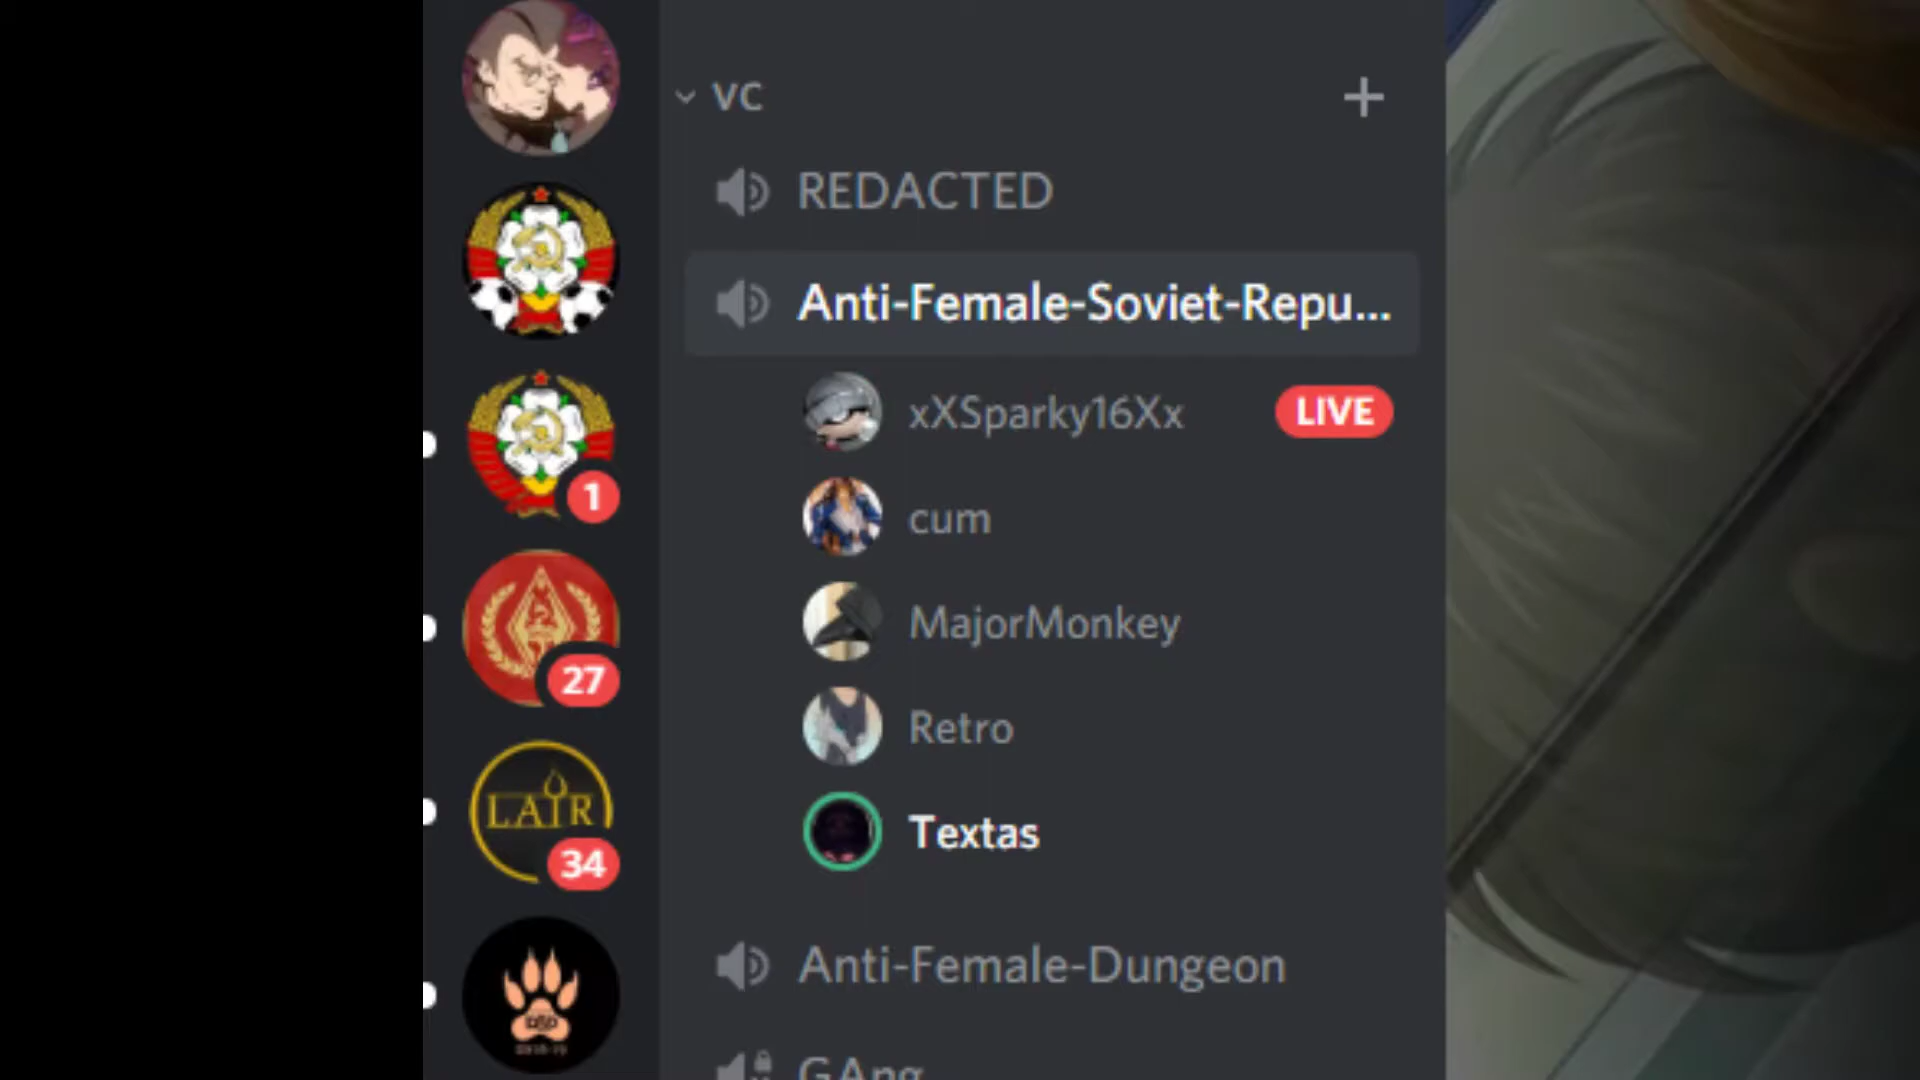 VC
REDACTED
Anti-Female-Soviet-Repu...
xXSparky16Xx LIVE
cum
1
MajorMonkey
27
Retro
Textas
LAIR
34
Anti-Female-Dungeon
GAng